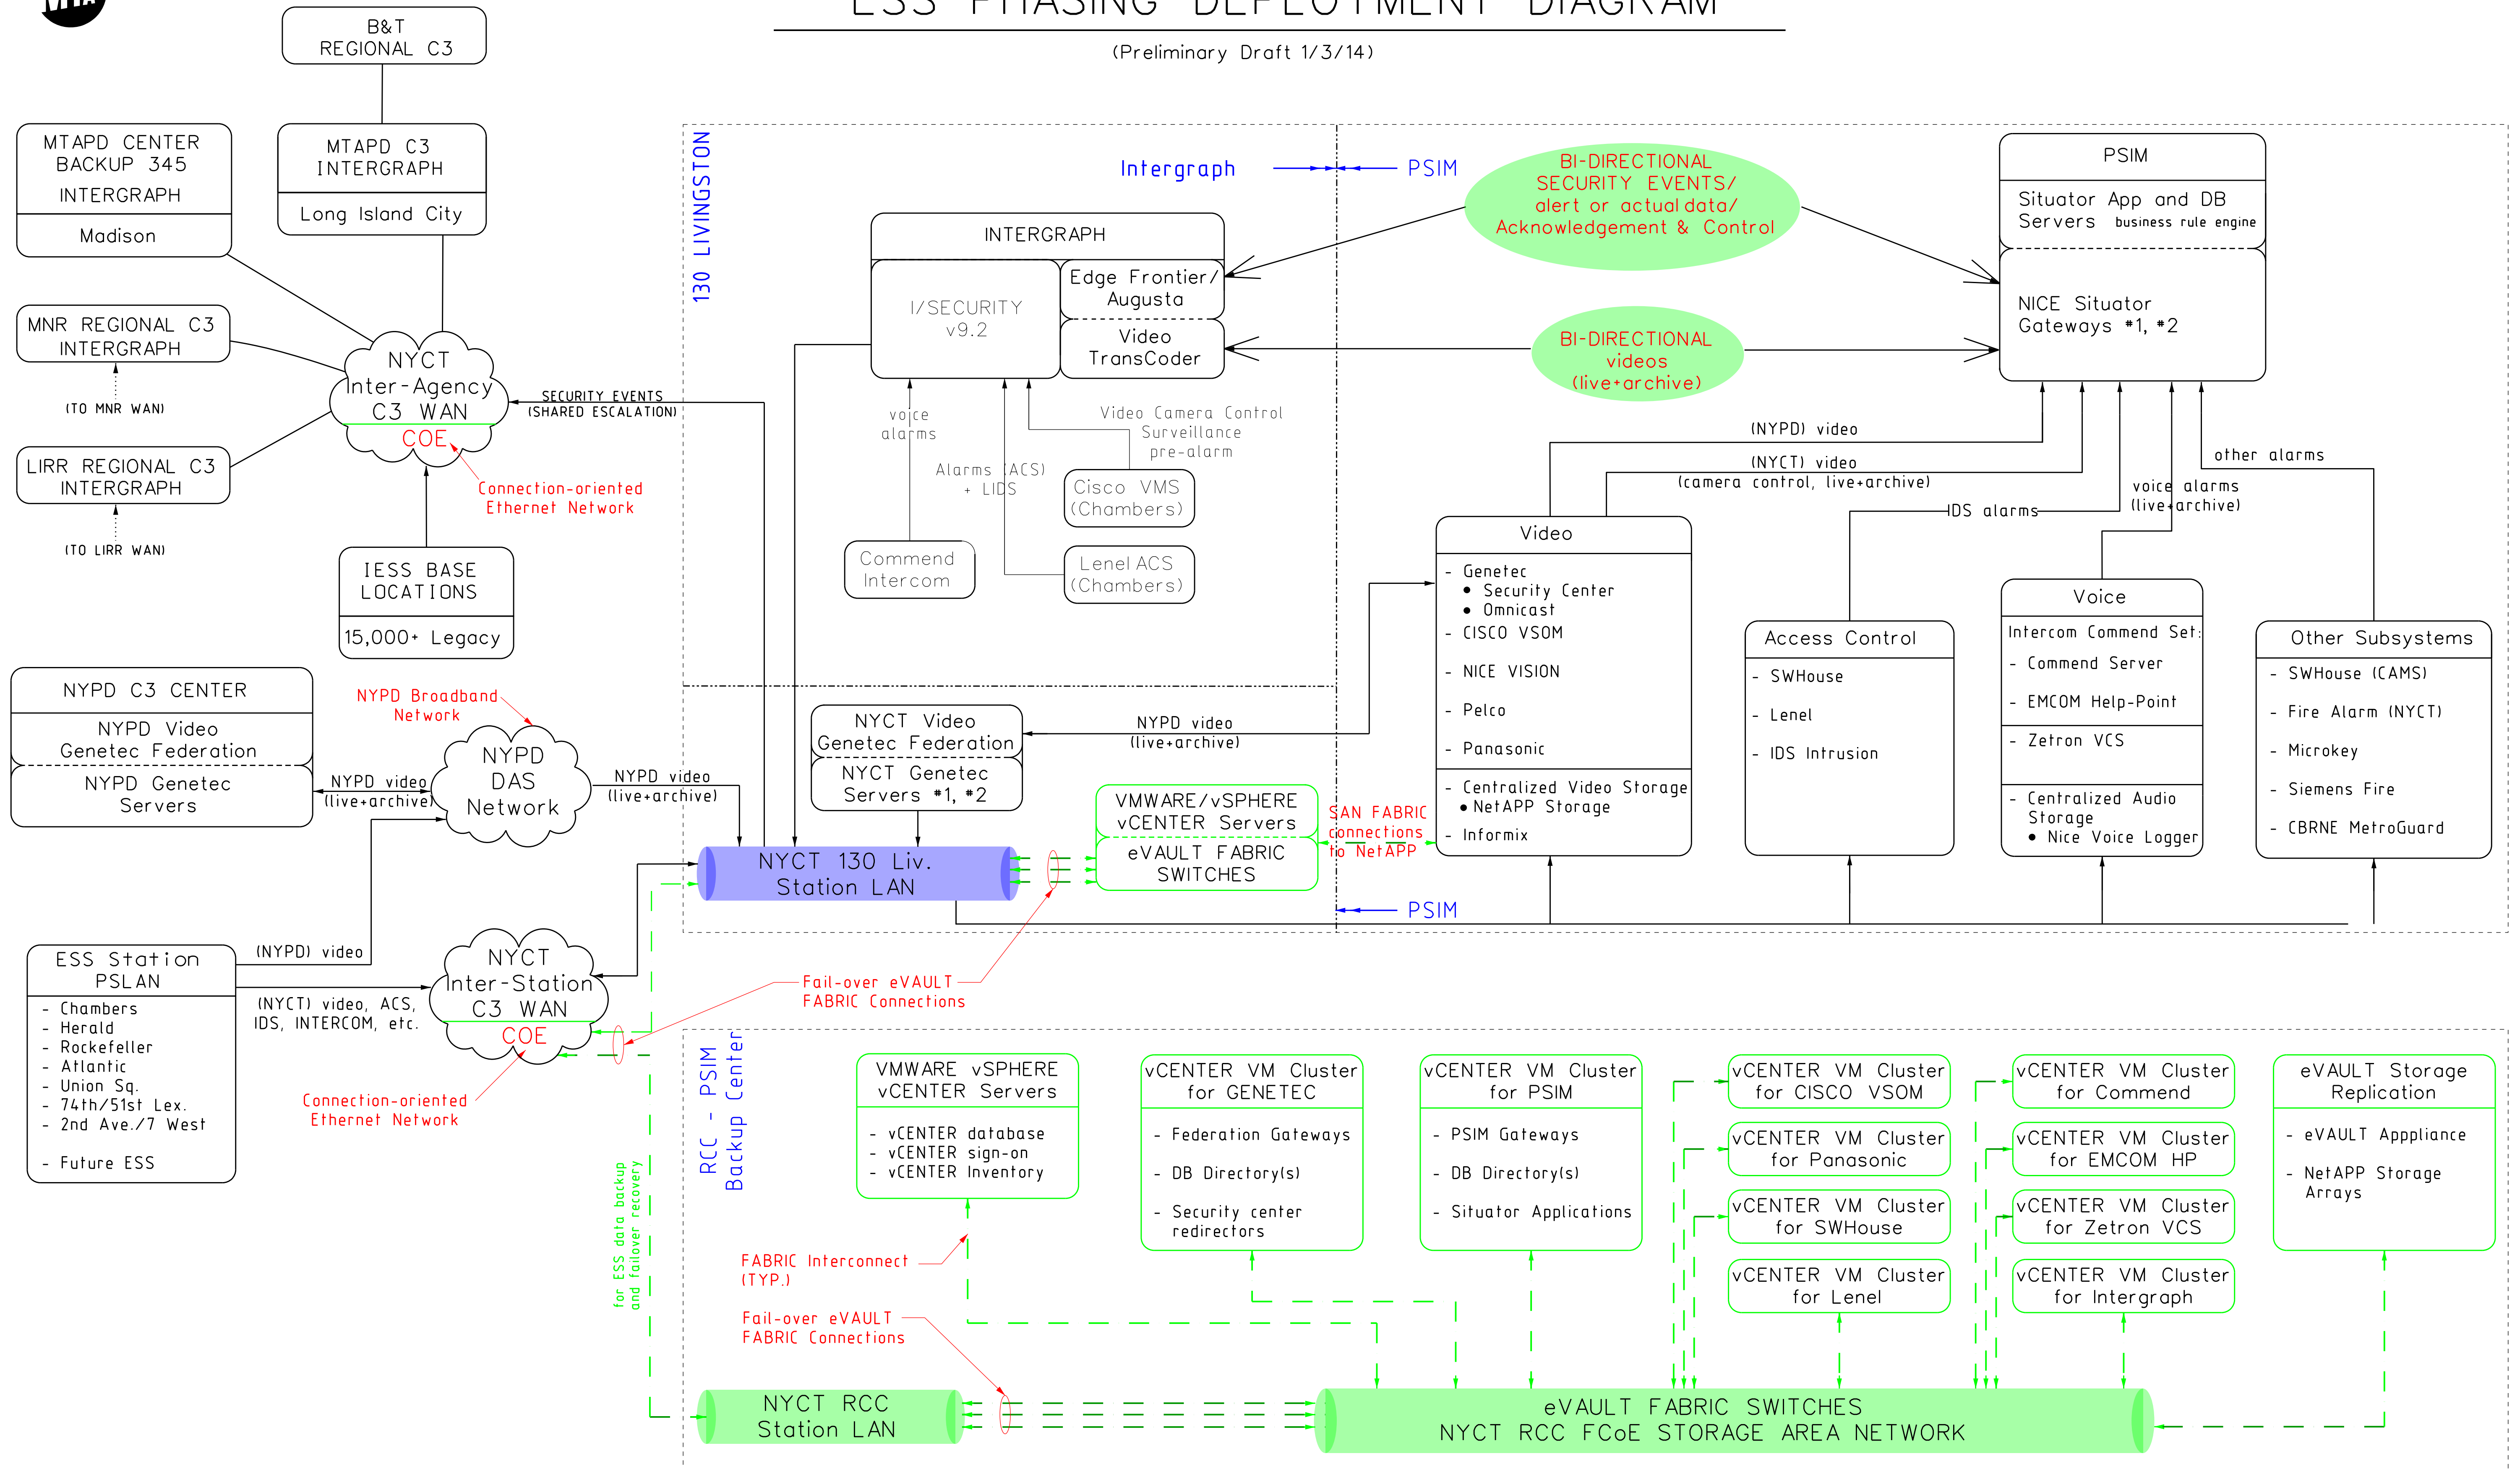 MTA
ESS PHASING DEPLOYMENT DIAGRAM
(Preliminary Draft 1/3/14)
B&T
REGIONAL C3
MTAPD CENTER
BACKUP 345
INTERGRAPH
Madison
MTAPD C3
INTERGRAPH
Long Island City
MNR REGIONAL C3
INTERGRAPH
(TO MNR WAN)
LIRR REGIONAL C3
INTERGRAPH
(TO LIRR WAN)
NYCT
Inter-Agency
C3 WAN
COE
Connection-oriented
Ethernet Network
SECURITY EVENTS
(SHARED ESCALATION)
IESS BASE
LOCATIONS
15,000+ Legacy
NYPD C3 CENTER
NYPD Video
Genetec Federation
NYPD Genetec
Servers
NYPD Broadband
Network
NYPD
DAS
Network
NYPD video
(live+archive)
NYPD video
(live+archive)
ESS Station
PSLAN
- Chambers
- Herald
- Rockefeller
- Atlantic
- Union Sq.
- 74th/51st Lex.
- 2nd Ave./7 West
- Future ESS
(NYPD) video
(NYCT) video, ACS,
IDS, INTERCOM, etc.
NYCT
Inter-Station
C3 WAN
COE
Connection-oriented
Ethernet Network
for ESS data backup
and failover recovery
130 LIVINGSTON
Intergraph
PSIM
INTERGRAPH
I/SECURITY
v9.2
Edge Frontier/
Augusta
Video
TransCoder
voice
alarms
Alarms (ACS)
+ LIDS
Video Camera Control
Surveillance
pre-alarm
Cisco VMS
(Chambers)
Commend
Intercom
Lenel ACS
(Chambers)
BI-DIRECTIONAL
SECURITY EVENTS/
alert or actual data/
Acknowledgement & Control
BI-DIRECTIONAL
videos
(live+archive)
PSIM
Situator App and DB
Servers business rule engine
NICE Situator
Gateways #1, #2
(NYPD) video
(NYCT) video
(camera control, live+archive)
IDS alarms
voice alarms
(live+archive)
other alarms
NYCT Video
Genetec Federation
NYCT Genetec
Servers #1, #2
NYPD video
(live+archive)
VMWARE/vSPHERE
vCENTER Servers
eVAULT FABRIC
SWITCHES
SAN FABRIC
connections
to NetAPP
NYCT 130 Liv.
Station LAN
PSIM
Fail-over eVAULT
FABRIC Connections
Video
- Genetec
● Security Center
● Omnicast
- CISCO VSOM
- NICE VISION
- Pelco
- Panasonic
- Centralized Video Storage
● NetAPP Storage
- Informix
Access Control
- SWHouse
- Lenel
- IDS Intrusion
Voice
Intercom Commend Set:
- Commend Server
- EMCOM Help-Point
- Zetron VCS
- Centralized Audio
Storage
● Nice Voice Logger
Other Subsystems
- SWHouse (CAMS)
- Fire Alarm (NYCT)
- Microkey
- Siemens Fire
- CBRNE MetroGuard
RCC - PSIM
Backup Center
VMWARE vSPHERE
vCENTER Servers
- vCENTER database
- vCENTER sign-on
- vCENTER Inventory
vCENTER VM Cluster
for GENETEC
- Federation Gateways
- DB Directory(s)
- Security center
redirectors
vCENTER VM Cluster
for PSIM
- PSIM Gateways
- DB Directory(s)
- Situator Applications
vCENTER VM Cluster
for CISCO VSOM
vCENTER VM Cluster
for Panasonic
vCENTER VM Cluster
for SWHouse
vCENTER VM Cluster
for Lenel
vCENTER VM Cluster
for Commend
vCENTER VM Cluster
for EMCOM HP
vCENTER VM Cluster
for Zetron VCS
vCENTER VM Cluster
for Intergraph
eVAULT Storage
Replication
- eVAULT Apppliance
- NetAPP Storage
Arrays
FABRIC Interconnect
(TYP.)
Fail-over eVAULT
FABRIC Connections
NYCT RCC
Station LAN
eVAULT FABRIC SWITCHES
NYCT RCC FCoE STORAGE AREA NETWORK